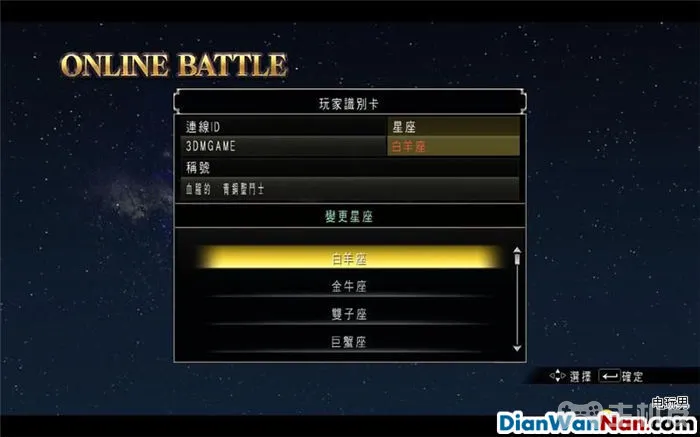 ONLINE BATTLE
玩家識別卡
連線ID
星座
3DMGAME
白羊座
稱號
血腥的 青銅聖鬥士
變更星座
白羊座
金牛座
雙子座
巨蟹座
選擇
確定
电玩男
DianWanNan.com